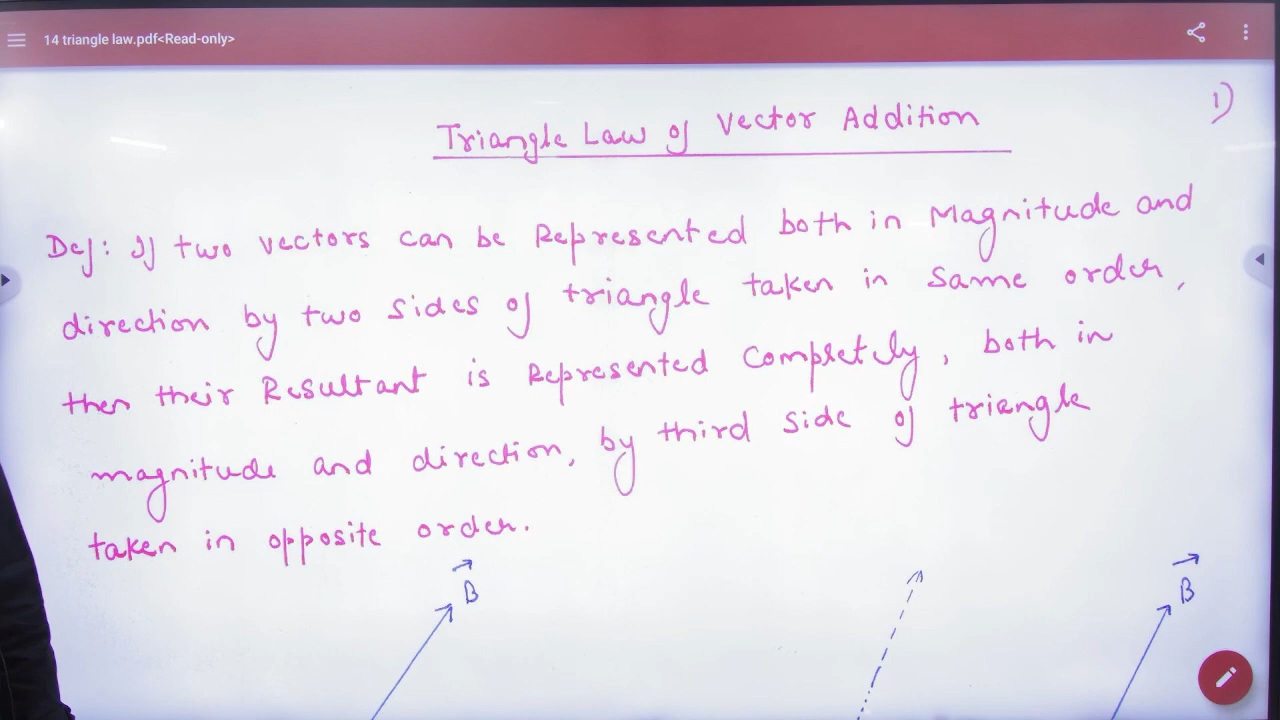 14 triangle law.pdf<Read-only>
1)
Triangle Law of Vector Addition
Def: If two vectors can be Represented both in Magnitude and
direction by two sides of triangle taken in same order,
then their Resultant is Represented Completely, both in
magnitude and direction, by third side of triangle
taken in opposite order.
B
B